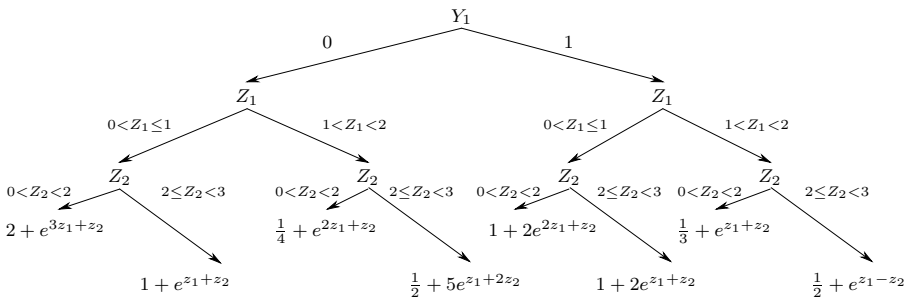 Y₁
0 1
Z₁ Z₁
0<Z₁≤1 1<Z₁<2 0<Z₁≤1 1<Z₁<2
Z₂ Z₂ Z₂ Z₂
0<Z₂<2 2≤Z₂<3 0<Z₂<2 2≤Z₂<3 0<Z₂<2 2≤Z₂<3 0<Z₂<2 2≤Z₂<3
2 + e^{3z₁+z₂} \frac{1}{4} + e^{2z₁+z₂} 1 + 2e^{2z₁+z₂} \frac{1}{3} + e^{z₁+z₂}
1 + e^{z₁+z₂} \frac{1}{2} + 5e^{z₁+2z₂} 1 + 2e^{z₁+z₂} \frac{1}{2} + e^{z₁−z₂}